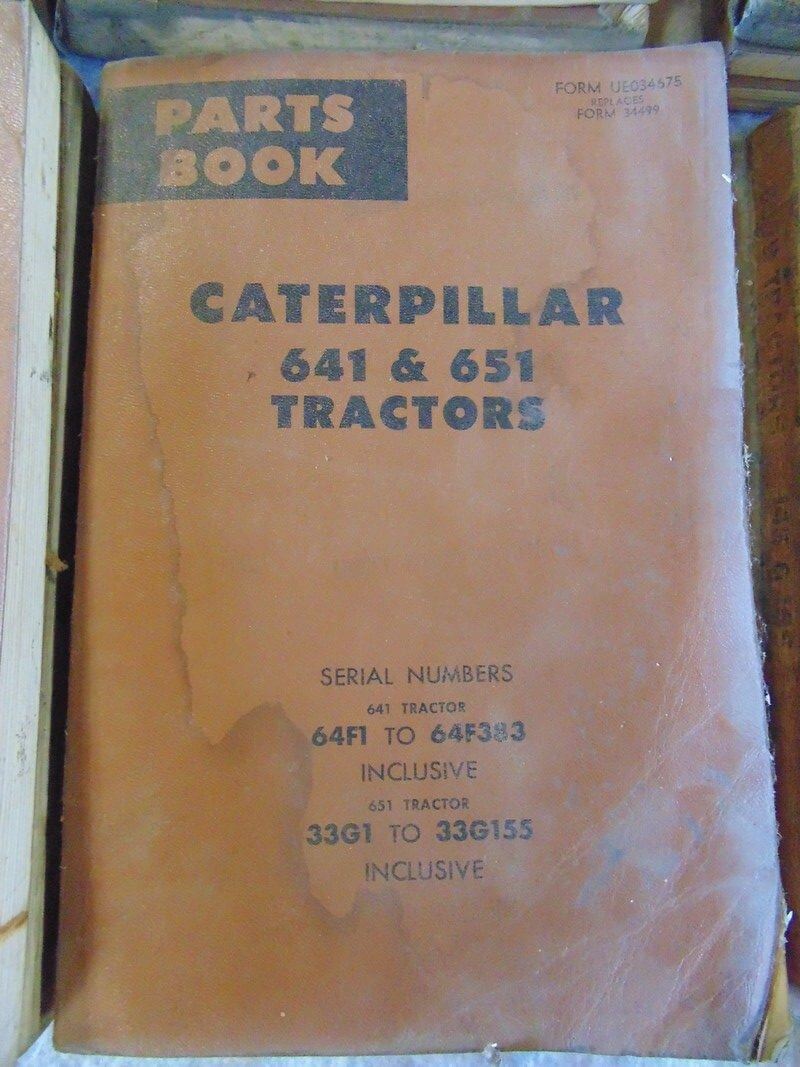 PARTS
BOOK
FORM UE034675
REPLACES
FORM 34499
CATERPILLAR
641 & 651
TRACTORS
SERIAL NUMBERS
641 TRACTOR
64F1 TO 64F383
INCLUSIVE
651 TRACTOR
33G1 TO 33G155
INCLUSIVE